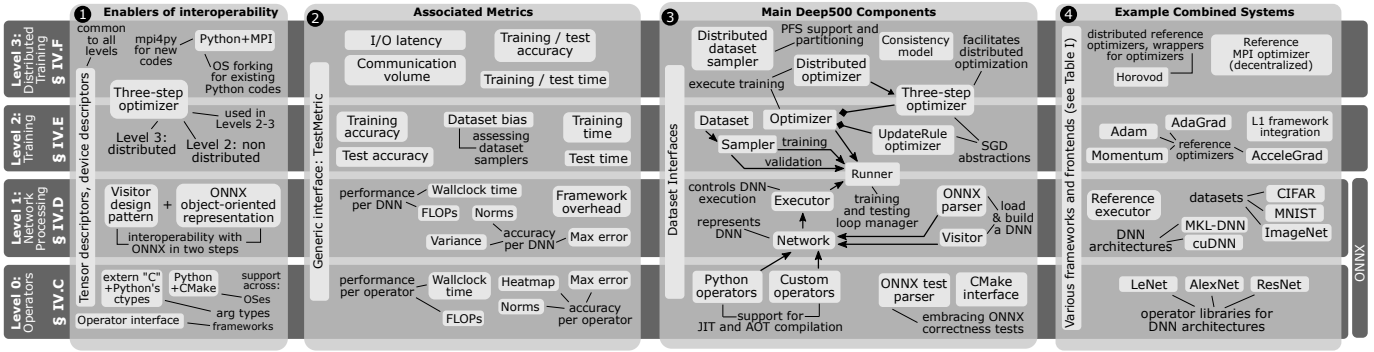 1
Enablers of interoperability
2
Associated Metrics
3
Main Deep500 Components
4
Example Combined Systems
Level 3:
Distributed
Training
§ IV.F
Level 2:
Training
§ IV.E
Level 1:
Network
Processing
§ IV.D
Level 0:
Operators
§ IV.C
Tensor descriptors, device descriptors
common to
all levels
mpi4py
for new
codes
Python+MPI
OS forking
for existing
Python codes
Three-step
optimizer
used in
Levels 2-3
Level 3:
distributed
Level 2: non
distributed
Visitor
design
pattern
+
ONNX
object-oriented
representation
interoperability with
ONNX in two steps
extern "C"
+Python's
ctypes
Python
+CMake
support
across:
OSes
arg types
Operator interface
frameworks
Generic interface: TestMetric
I/O latency
Communication
volume
Training / test
accuracy
Training / test time
Training
accuracy
Test accuracy
Dataset bias
assessing
dataset
samplers
Training
time
Test time
performance
per DNN
Wallclock time
FLOPs
Norms
Framework
overhead
Variance
accuracy
per DNN
Max error
performance
per operator
Wallclock
time
FLOPs
Heatmap
Norms
Max error
accuracy
per operator
Dataset Interfaces
Distributed
dataset
sampler
PFS support and
partitioning
Distributed
optimizer
Consistency
model
facilitates
distributed
optimization
execute training
Three-step
optimizer
Dataset
Optimizer
UpdateRule
optimizer
SGD
abstractions
Sampler
training
validation
Runner
controls DNN
execution
Executor
training
and testing
loop manager
ONNX
parser
load
& build
a DNN
represents
DNN
Network
Visitor
Python
operators
Custom
operators
support for
JIT and AOT compilation
ONNX test
parser
CMake
interface
embracing ONNX
correctness tests
Various frameworks and frontends (see Table I)
distributed reference
optimizers, wrappers
for optimizers
Horovod
Reference
MPI optimizer
(decentralized)
Adam
AdaGrad
Momentum
reference
optimizers
L1 framework
integration
AcceleGrad
Reference
executor
datasets
CIFAR
MNIST
ImageNet
DNN
architectures
MKL-DNN
cuDNN
LeNet
AlexNet
ResNet
operator libraries for
DNN architectures
ONNX